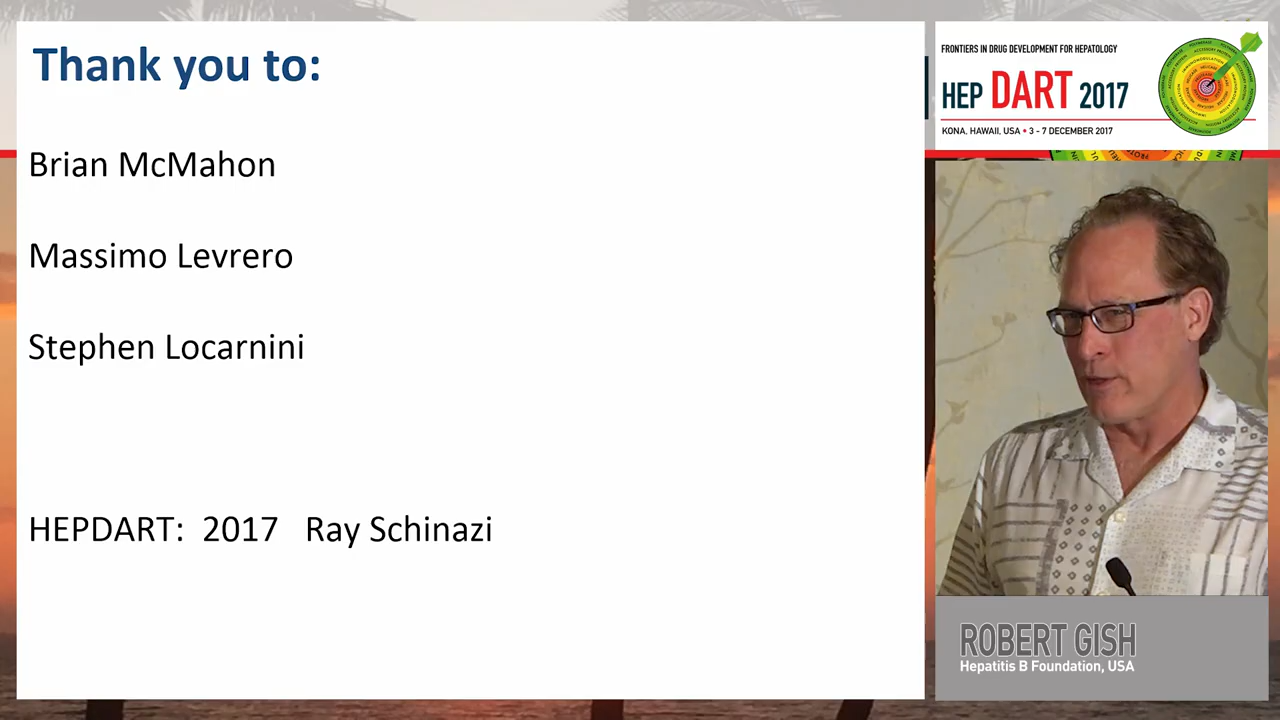 Thank you to:
Brian McMahon
Massimo Levrero
Stephen Locarnini
HEPDART: 2017 Ray Schinazi
FRONTIERS IN DRUG DEVELOPMENT FOR HEPATOLOGY
HEP DART 2017
KONA, HAWAII, USA • 3 - 7 DECEMBER 2017
ROBERT GISH
Hepatitis B Foundation, USA